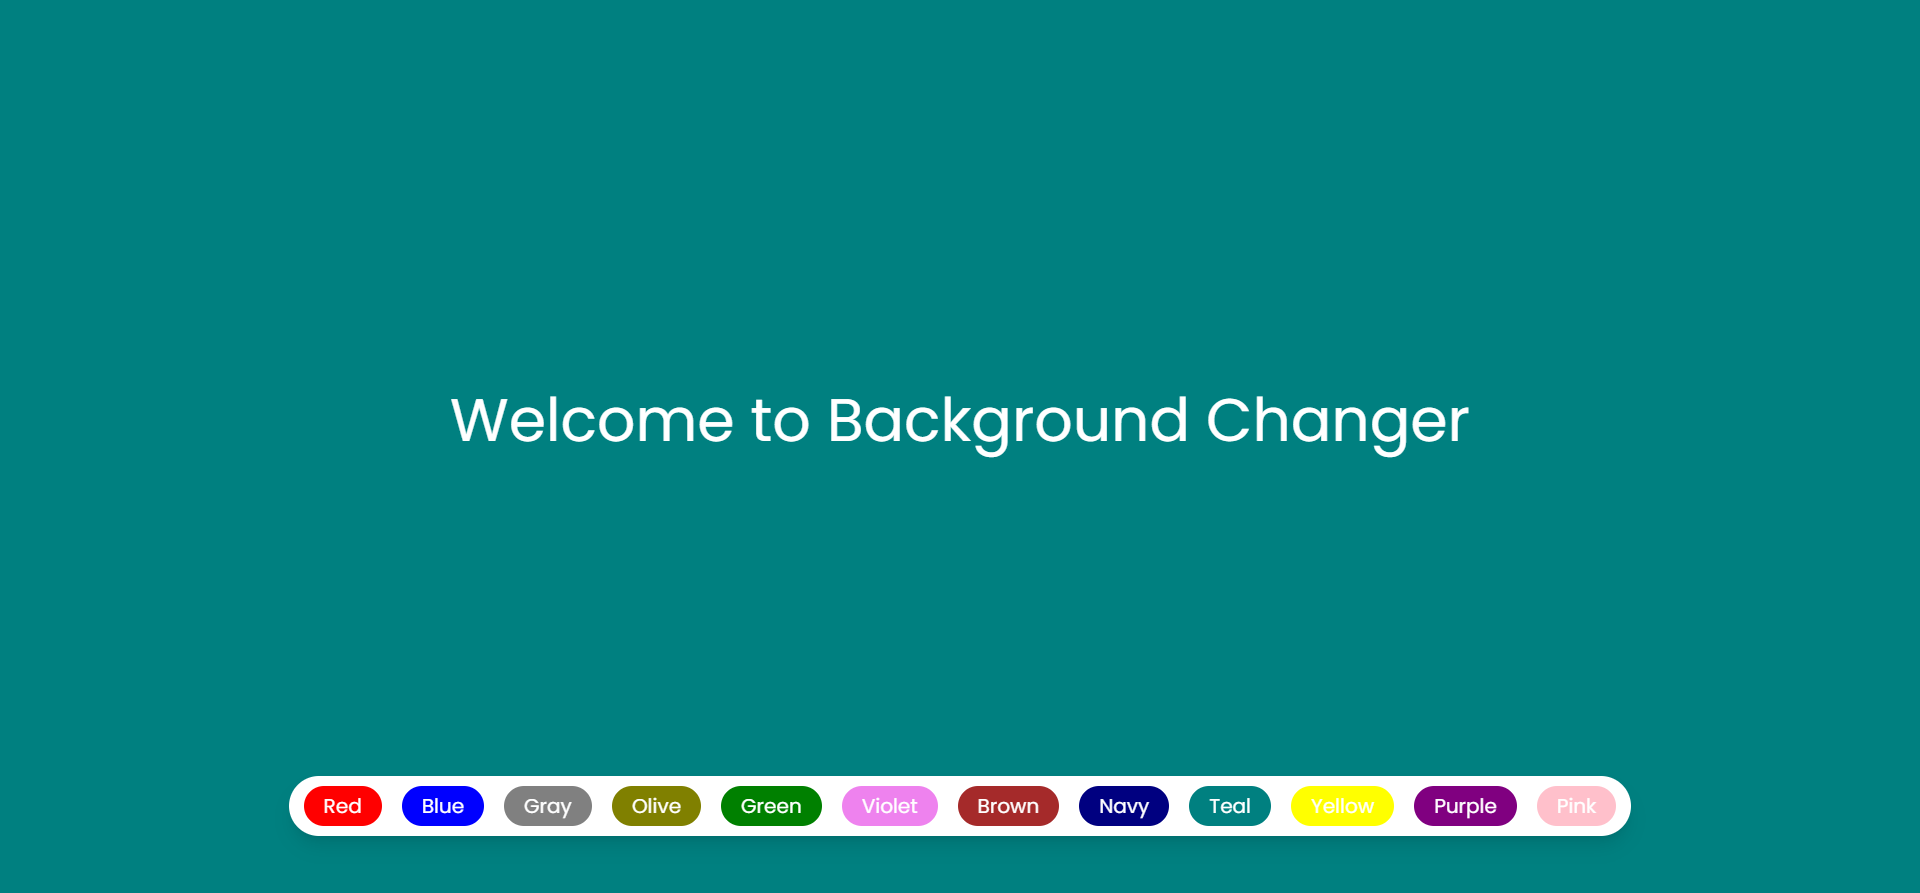 Welcome to Background Changer
Red Blue Gray Olive Green Violet Brown Navy Teal Yellow Purple Pink